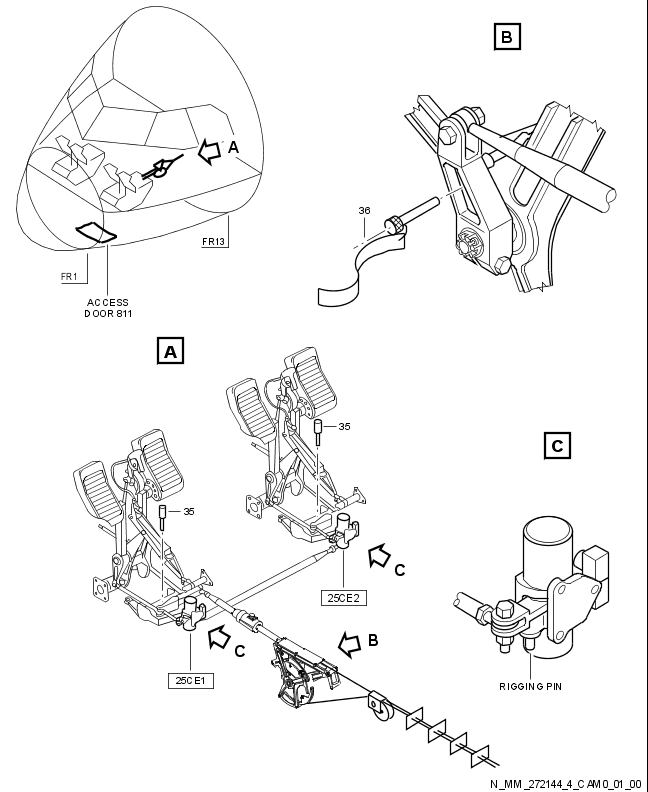 B
A
36
FR13
FR1
ACCESS
DOOR 811
A
35
C
35
C
25CE2
B
C
25CE1
RIGGING PIN
N_MM_272144_4_CAM0_01_00